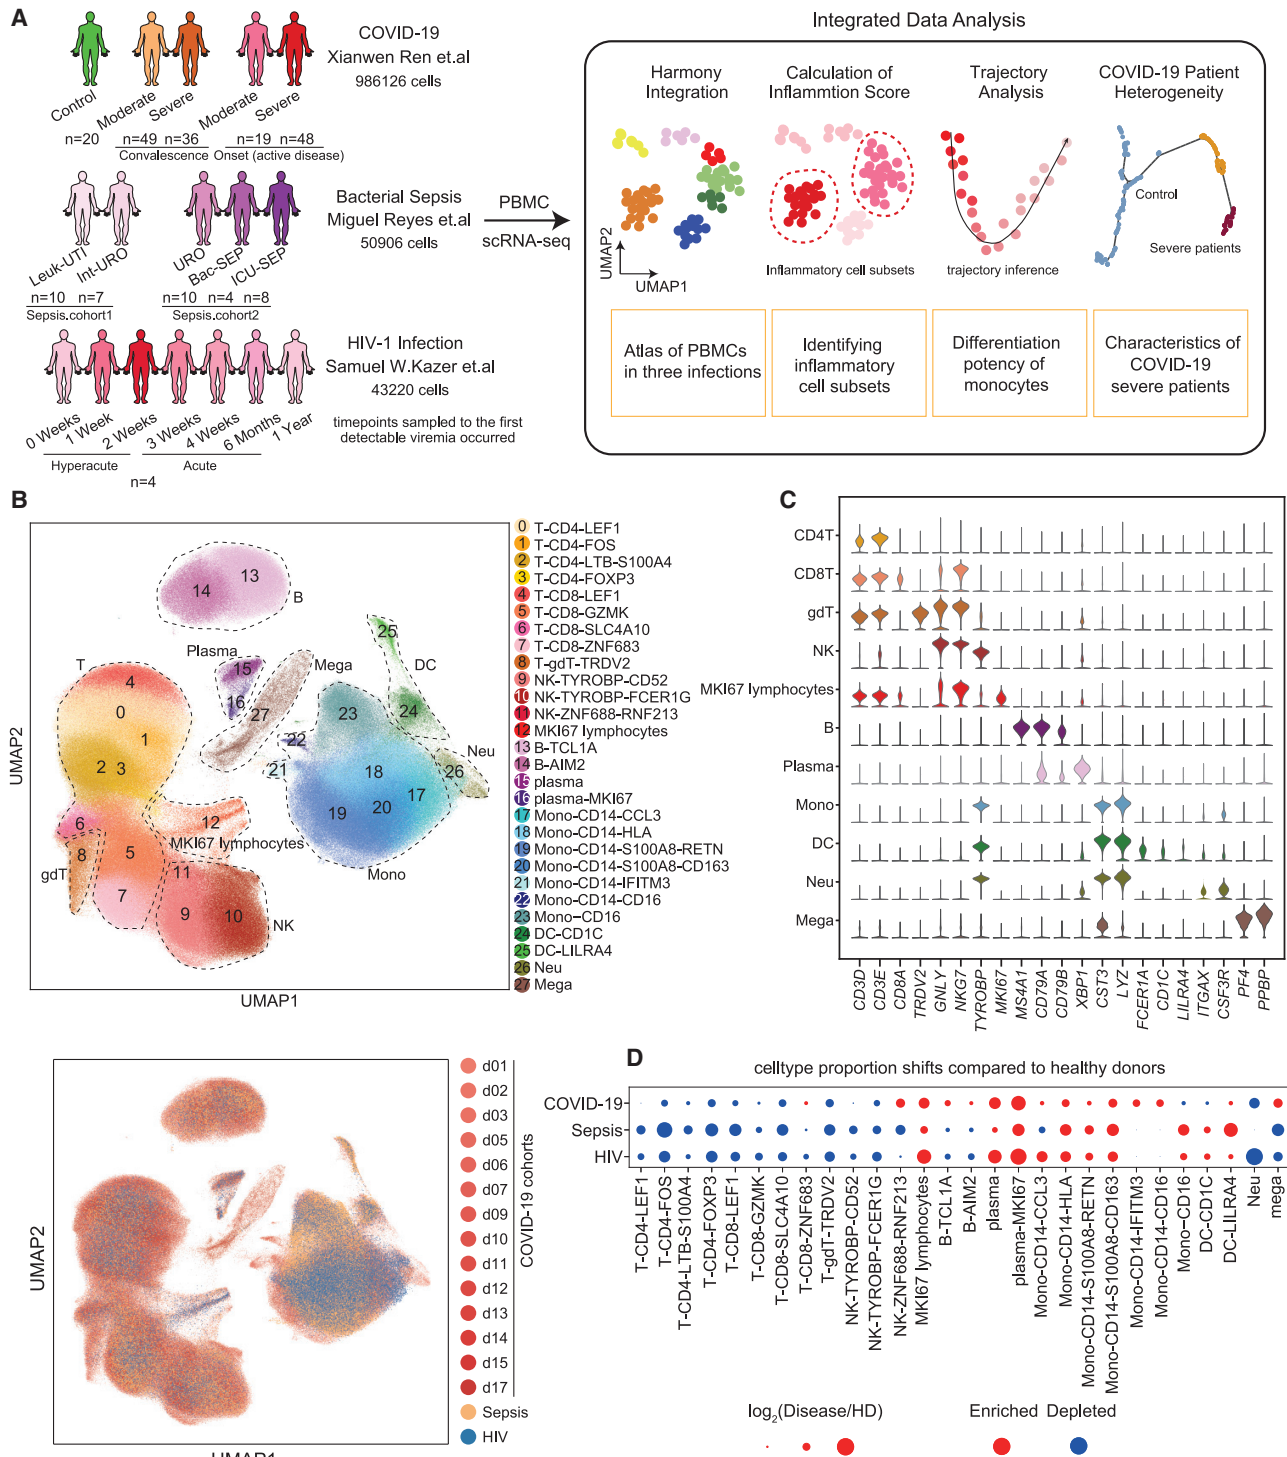 A
COVID-19
Xianwen Ren et.al
986126 cells
Control
Moderate
Severe
Moderate
Severe
n=20
n=49 n=36
n=19 n=48
Convalescence
Onset (active disease)
Bacterial Sepsis
Miguel Reyes et.al
50906 cells
Leuk-UTI
Int-URO
URO
Bac-SEP
ICU-SEP
n=10 n=7
n=10 n=4 n=8
Sepsis.cohort1
Sepsis.cohort2
HIV-1 Infection
Samuel W.Kazer et.al
43220 cells
timepoints sampled to the first
detectable viremia occurred
0 Weeks
1 Week
2 Weeks
3 Weeks
4 Weeks
6 Months
1 Year
Hyperacute
Acute
n=4
PBMC
scRNA-seq
Integrated Data Analysis
Harmony
Integration
Calculation of
Inflammtion Score
Trajectory
Analysis
COVID-19 Patient
Heterogeneity
UMAP2
UMAP1
Inflammatory cell subsets
trajectory inference
Control
Severe patients
Atlas of PBMCs
in three infections
Identifying
inflammatory
cell subsets
Differentiation
potency of
monocytes
Characteristics of
COVID-19
severe patients
B
UMAP2
UMAP1
14
13
B
T
4
0
1
2
3
Plasma
15
16
Mega
27
25
DC
24
23
22
21
18
19
20
17
Neu
26
Mono
6
gdT
8
5
7
12
MKI67 lymphocytes
11
9
10
NK
0 T-CD4-LEF1
1 T-CD4-FOS
2 T-CD4-LTB-S100A4
3 T-CD4-FOXP3
4 T-CD8-LEF1
5 T-CD8-GZMK
6 T-CD8-SLC4A10
7 T-CD8-ZNF683
8 T-gdT-TRDV2
9 NK-TYROBP-CD52
10 NK-TYROBP-FCER1G
11 NK-ZNF688-RNF213
12 MKI67 lymphocytes
13 B-TCL1A
14 B-AIM2
15 plasma
16 plasma-MKI67
17 Mono-CD14-CCL3
18 Mono-CD14-HLA
19 Mono-CD14-S100A8-RETN
20 Mono-CD14-S100A8-CD163
21 Mono-CD14-IFITM3
22 Mono-CD14-CD16
23 Mono−CD16
24 DC-CD1C
25 DC-LILRA4
26 Neu
27 Mega
C
CD4T
CD8T
gdT
NK
MKI67 lymphocytes
B
Plasma
Mono
DC
Neu
Mega
CD3D
CD3E
CD8A
TRDV2
GNLY
NKG7
TYROBP
MKI67
MS4A1
CD79A
CD79B
XBP1
CST3
LYZ
FCER1A
CD1C
LILRA4
ITGAX
CSF3R
PF4
PPBP
UMAP2
UMAP1
d01
d02
d03
d05
d06
d07
d09
d10
d11
d12
d13
d14
d15
d17
Sepsis
HIV
COVID-19 cohorts
D
celltype proportion shifts compared to healthy donors
COVID-19
Sepsis
HIV
T-CD4-LEF1
T-CD4-FOS
T-CD4-LTB-S100A4
T-CD4-FOXP3
T-CD8-LEF1
T-CD8-GZMK
T-CD8-SLC4A10
T-CD8-ZNF683
T-gdT-TRDV2
NK-TYROBP-CD52
NK-TYROBP-FCER1G
NK-ZNF688-RNF213
MKI67 lymphocytes
B-TCL1A
B-AIM2
plasma
plasma-MKI67
Mono-CD14-CCL3
Mono-CD14-HLA
Mono-CD14-S100A8-RETN
Mono-CD14-S100A8-CD163
Mono-CD14-IFITM3
Mono-CD14-CD16
Mono-CD16
DC-CD1C
DC-LILRA4
Neu
mega
log2(Disease/HD)
Enriched Depleted